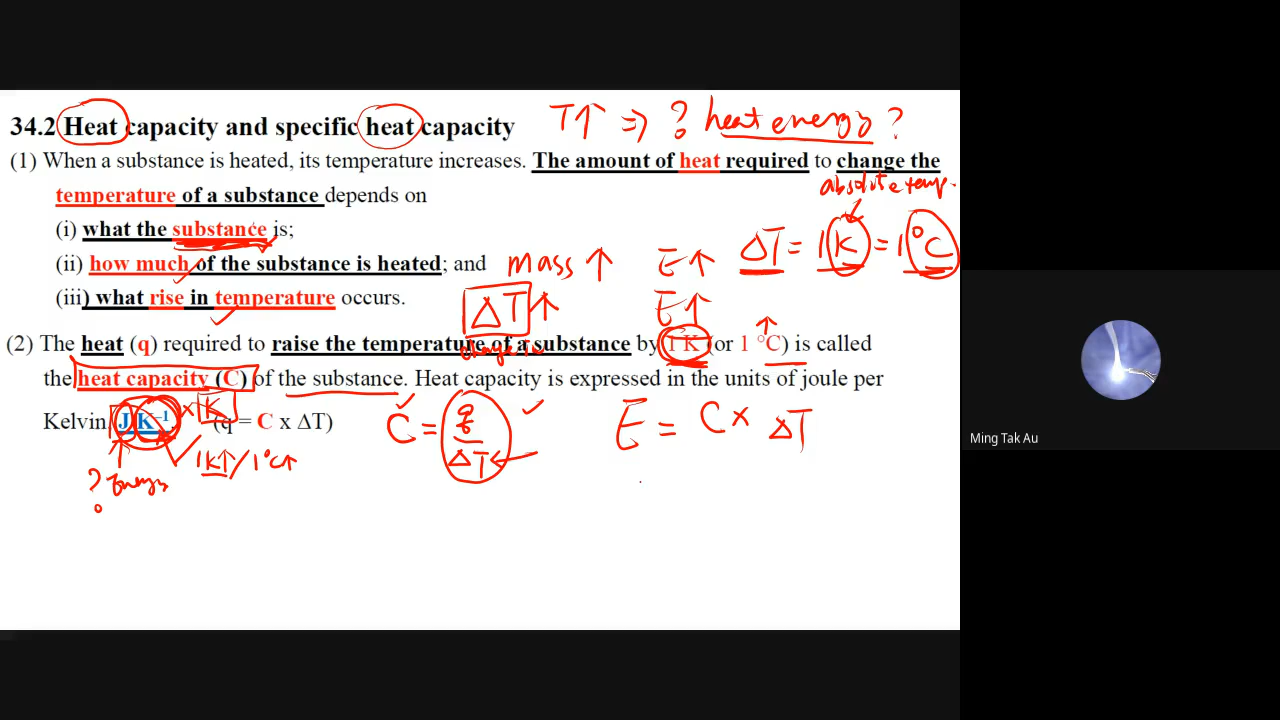 34.2 Heat capacity and specific heat capacity
T↑ ⇒ ? heat energy ?
(1) When a substance is heated, its temperature increases. The amount of heat required to change the
absolute temp.
temperature of a substance depends on
(i) what the substance is;
ΔT = 1 K = 1 °C
(ii) how much of the substance is heated; and
mass ↑ E↑
(iii) what rise in temperature occurs.
ΔT ↑ E↑
change in
(2) The heat (q) required to raise the temperature of a substance by 1 K (or 1 °C) is called
the heat capacity (C) of the substance. Heat capacity is expressed in the units of joule per
Kelvin, J K⁻¹. (q = C x ΔT)
× K
C = q / ΔT
E = C × ΔT
1K↑ / 1°C↑
? Energy
Ming Tak Au